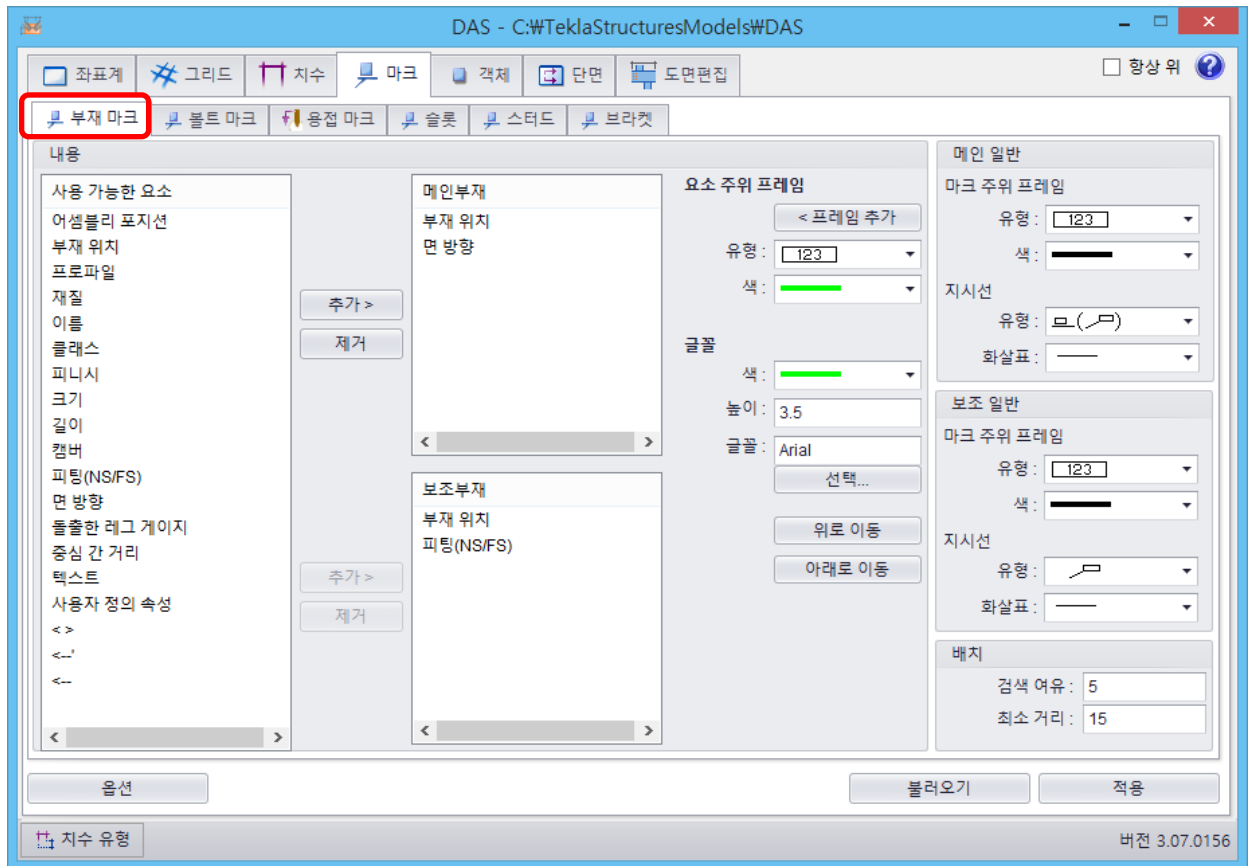 DAS - C:₩TeklaStructuresModels₩DAS
좌표계 그리드 치수 마크 객체 단면 도면편집 항상 위
부재 마크 볼트 마크 용접 마크 슬롯 스터드 브라켓
내용
사용 가능한 요소
어셈블리 포지션
부재 위치
프로파일
재질
이름
클래스
피니시
크기
길이
캠버
피팅(NS/FS)
면 방향
돌출한 레그 게이지
중심 간 거리
텍스트
사용자 정의 속성
< >
<--'
<--
추가 >
제거
추가 >
제거
메인부재
부재 위치
면 방향
보조부재
부재 위치
피팅(NS/FS)
요소 주위 프레임
< 프레임 추가
유형 : 123
색 :
글꼴
색 :
높이 : 3.5
글꼴 : Arial
선택...
위로 이동
아래로 이동
메인 일반
마크 주위 프레임
유형 : 123
색 :
지시선
유형 :
화살표 :
보조 일반
마크 주위 프레임
유형 : 123
색 :
지시선
유형 :
화살표 :
배치
검색 여유 : 5
최소 거리 : 15
옵션 불러오기 적용
치수 유형 버전 3.07.0156